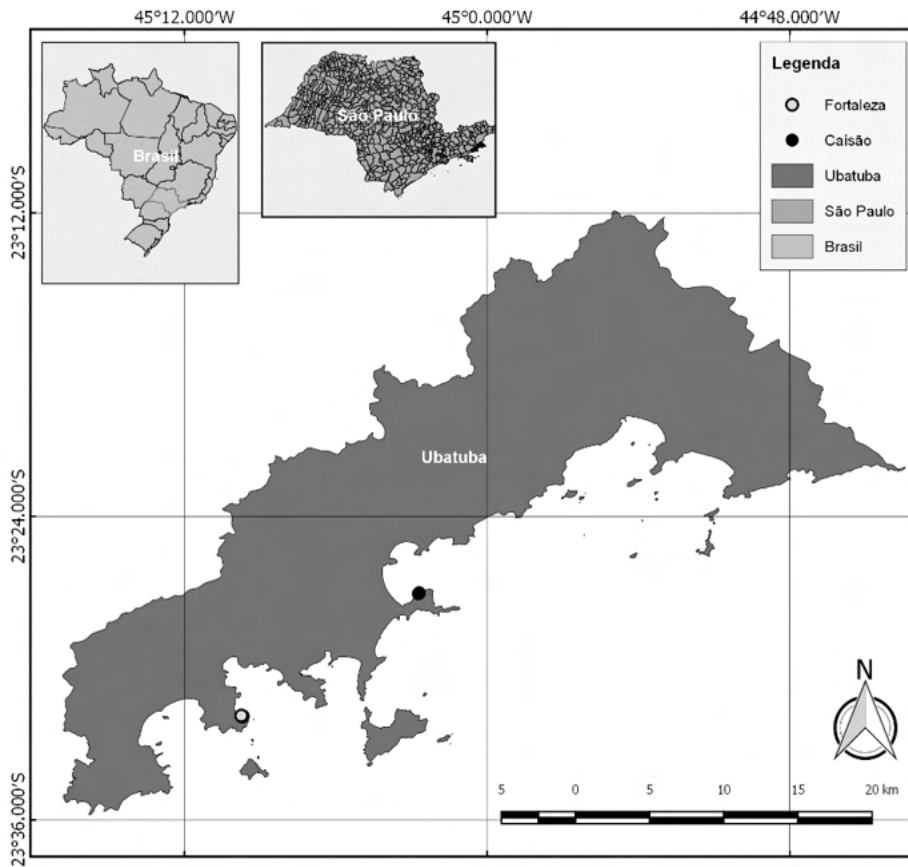 45°12.000'W
45°0.000'W
44°48.000'W
23°12.000'S
23°24.000'S
23°36.000'S
Brasil
São Paulo
Legenda
Fortaleza
Caisão
Ubatuba
São Paulo
Brasil
Ubatuba
N
5 0 5 10 15 20 km